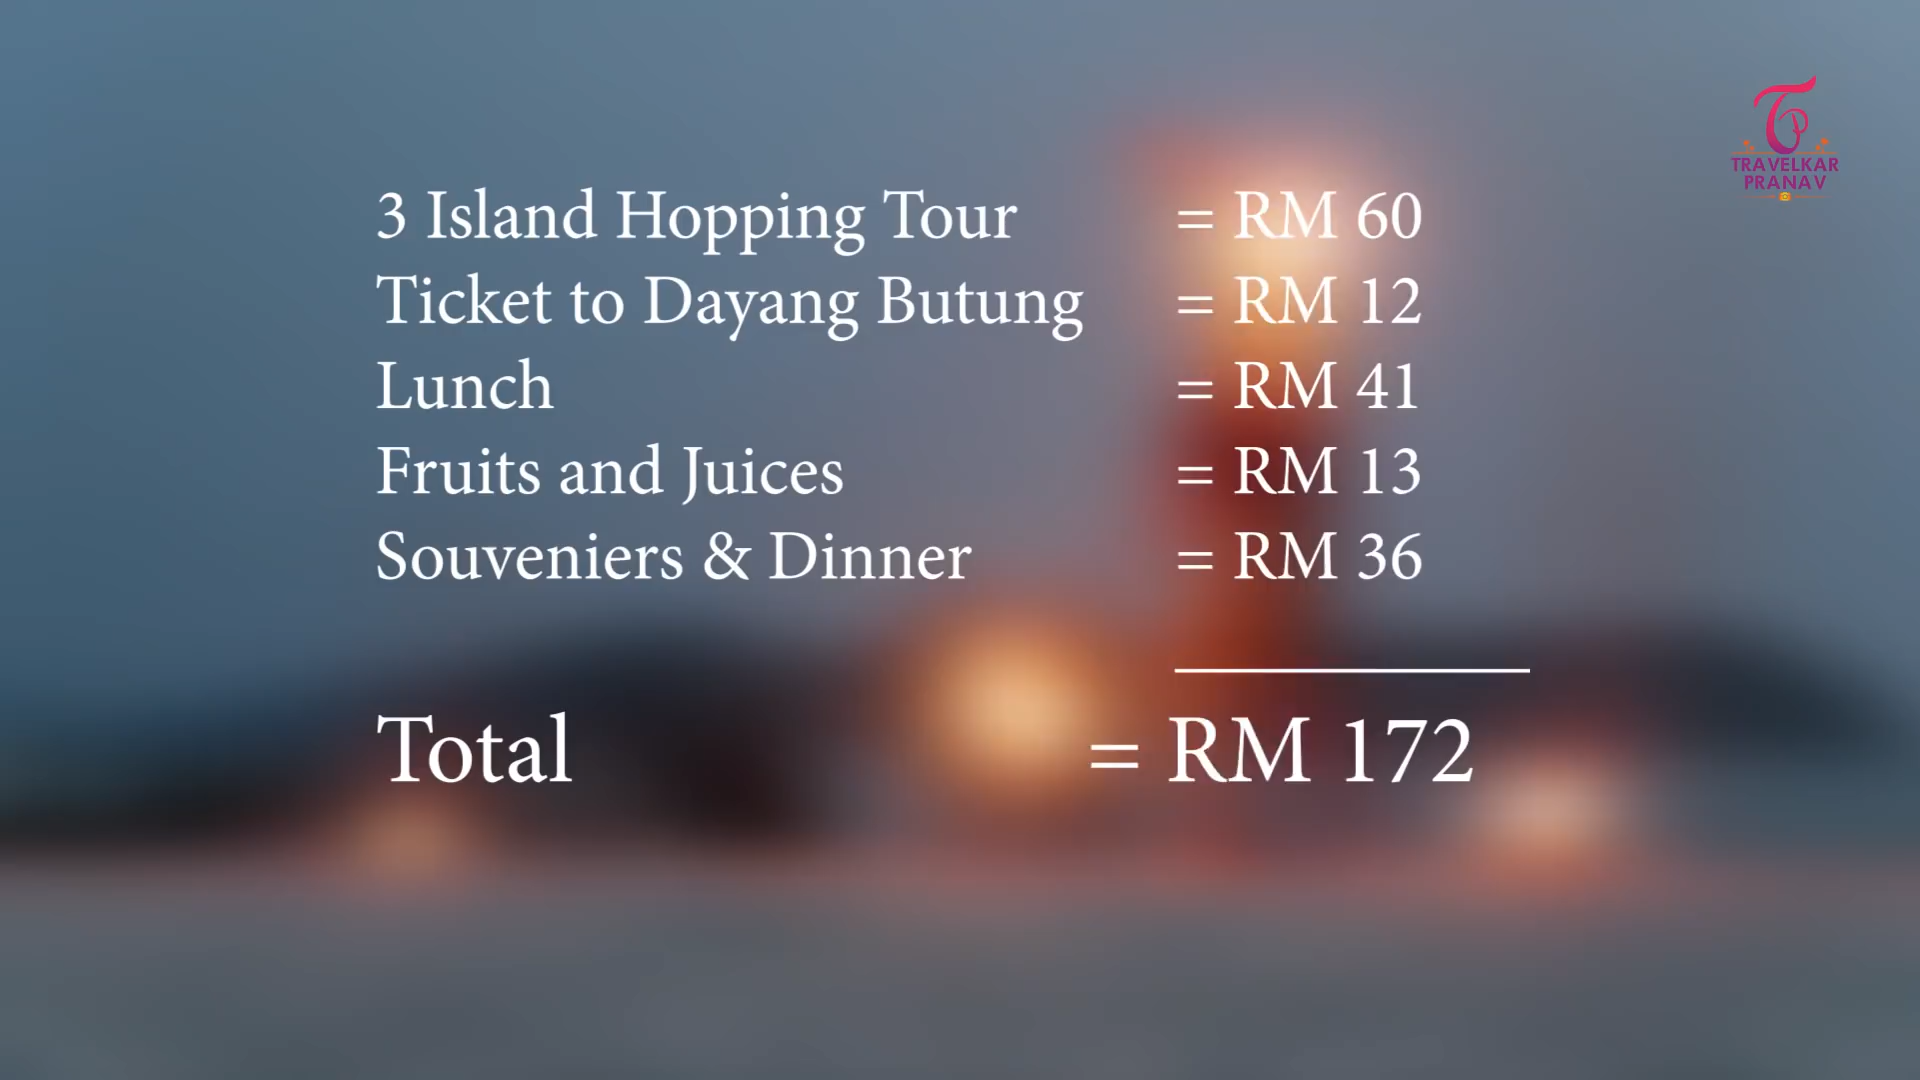 TRAVELKAR
PRANAV
3 Island Hopping Tour = RM 60
Ticket to Dayang Butung = RM 12
Lunch = RM 41
Fruits and Juices = RM 13
Souveniers & Dinner = RM 36
Total = RM 172